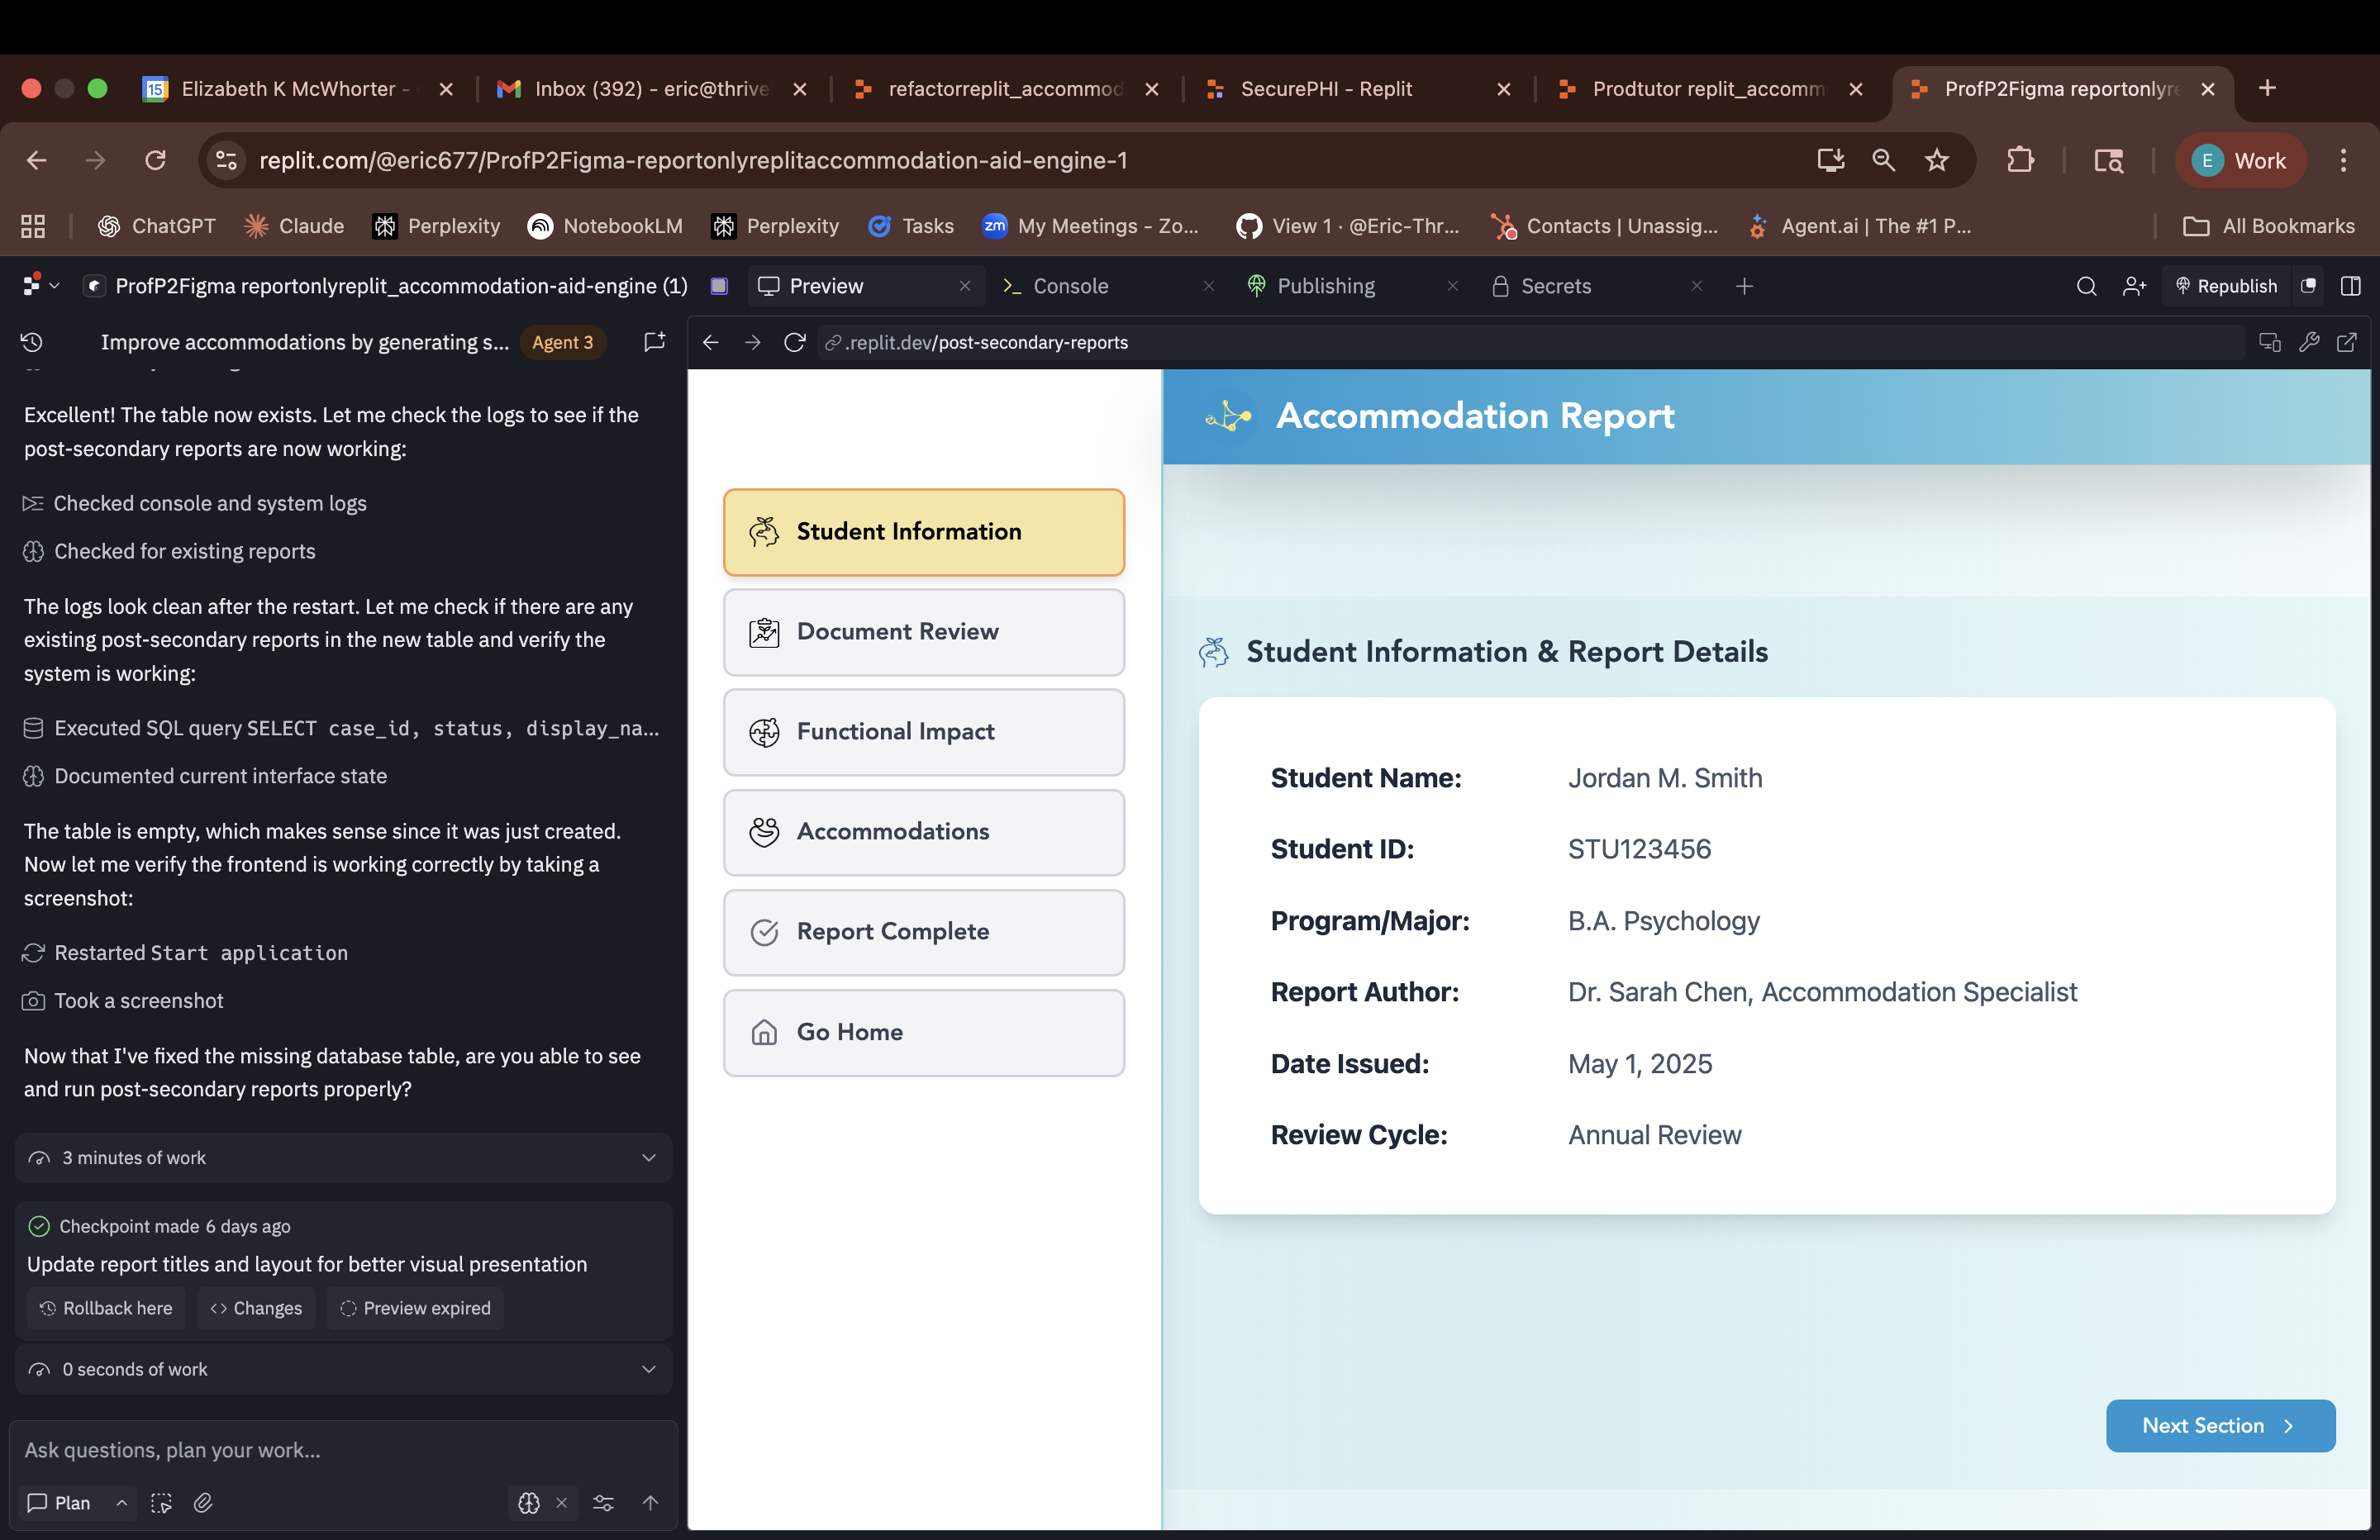 15
Elizabeth K McWhorter -
Inbox (392) - eric@thrive
refactorreplit_accommod
SecurePHI - Replit
Prodtutor replit_accomm
ProfP2Figma reportonlyre
replit.com/@eric677/ProfP2Figma-reportonlyreplitaccommodation-aid-engine-1
E
Work
ChatGPT
Claude
Perplexity
NotebookLM
Perplexity
Tasks
zm
My Meetings - Zo...
View 1 · @Eric-Thr...
Contacts | Unassig...
Agent.ai | The #1 P...
All Bookmarks
ProfP2Figma reportonlyreplit_accommodation-aid-engine (1)
Preview
Console
Publishing
Secrets
Republish
Improve accommodations by generating s...
Agent 3
.replit.dev/post-secondary-reports
Excellent! The table now exists. Let me check the logs to see if the
post-secondary reports are now working:
Checked console and system logs
Checked for existing reports
The logs look clean after the restart. Let me check if there are any
existing post-secondary reports in the new table and verify the
system is working:
Executed SQL query SELECT case_id, status, display_na...
Documented current interface state
The table is empty, which makes sense since it was just created.
Now let me verify the frontend is working correctly by taking a
screenshot:
Restarted Start application
Took a screenshot
Now that I've fixed the missing database table, are you able to see
and run post-secondary reports properly?
3 minutes of work
Checkpoint made 6 days ago
Update report titles and layout for better visual presentation
Rollback here
Changes
Preview expired
0 seconds of work
Ask questions, plan your work...
Plan
Student Information
Document Review
Functional Impact
Accommodations
Report Complete
Go Home
Accommodation Report
Student Information & Report Details
Student Name: Jordan M. Smith
Student ID: STU123456
Program/Major: B.A. Psychology
Report Author: Dr. Sarah Chen, Accommodation Specialist
Date Issued: May 1, 2025
Review Cycle: Annual Review
Next Section